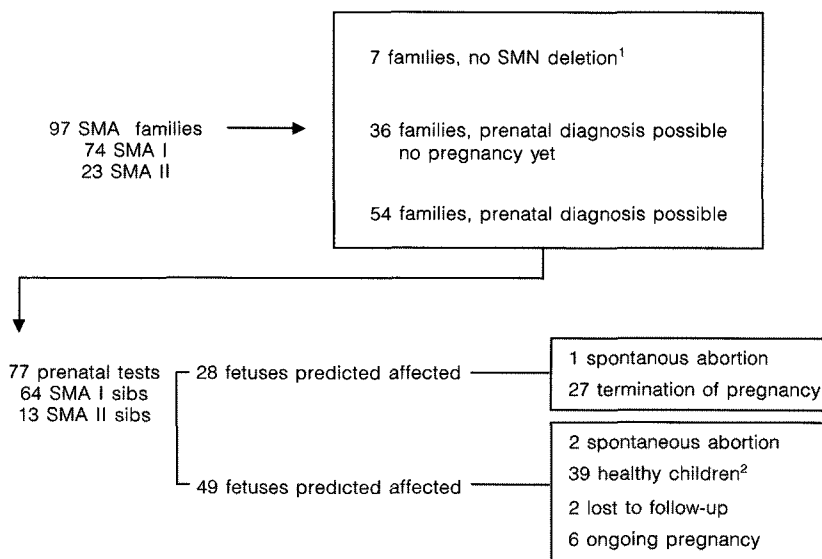 7 families, no SMN deletion1
97 SMA families
74 SMA I
23 SMA II
36 families, prenatal diagnosis possible
no pregnancy yet
54 families, prenatal diagnosis possible
77 prenatal tests
64 SMA I sibs
13 SMA II sibs
28 fetuses predicted affected
1 spontanous abortion
27 termination of pregnancy
49 fetuses predicted affected
2 spontaneous abortion
39 healthy children2
2 lost to follow-up
6 ongoing pregnancy